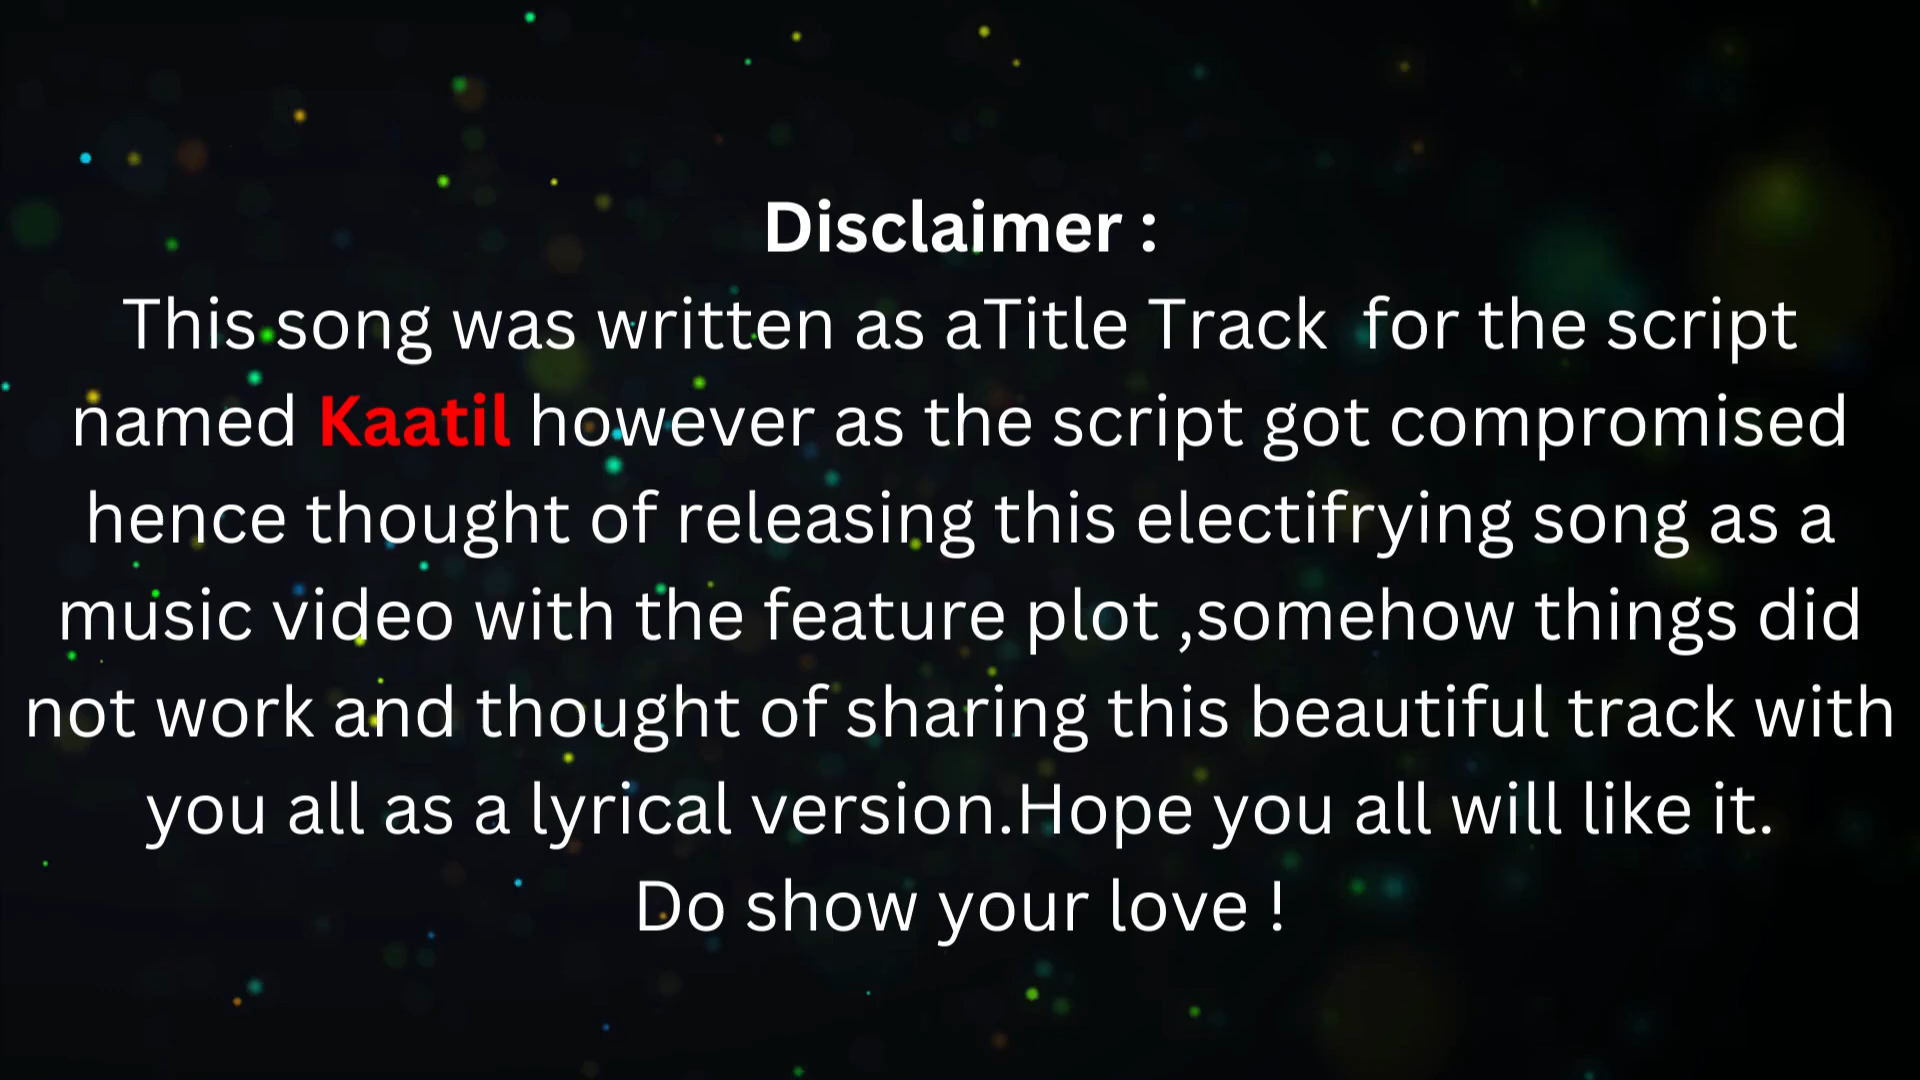 Disclaimer :
This song was written as aTitle Track  for the script
named Kaatil however as the script got compromised
hence thought of releasing this electifrying song as a
music video with the feature plot ,somehow things did
not work and thought of sharing this beautiful track with
you all as a lyrical version.Hope you all will like it.
Do show your love !